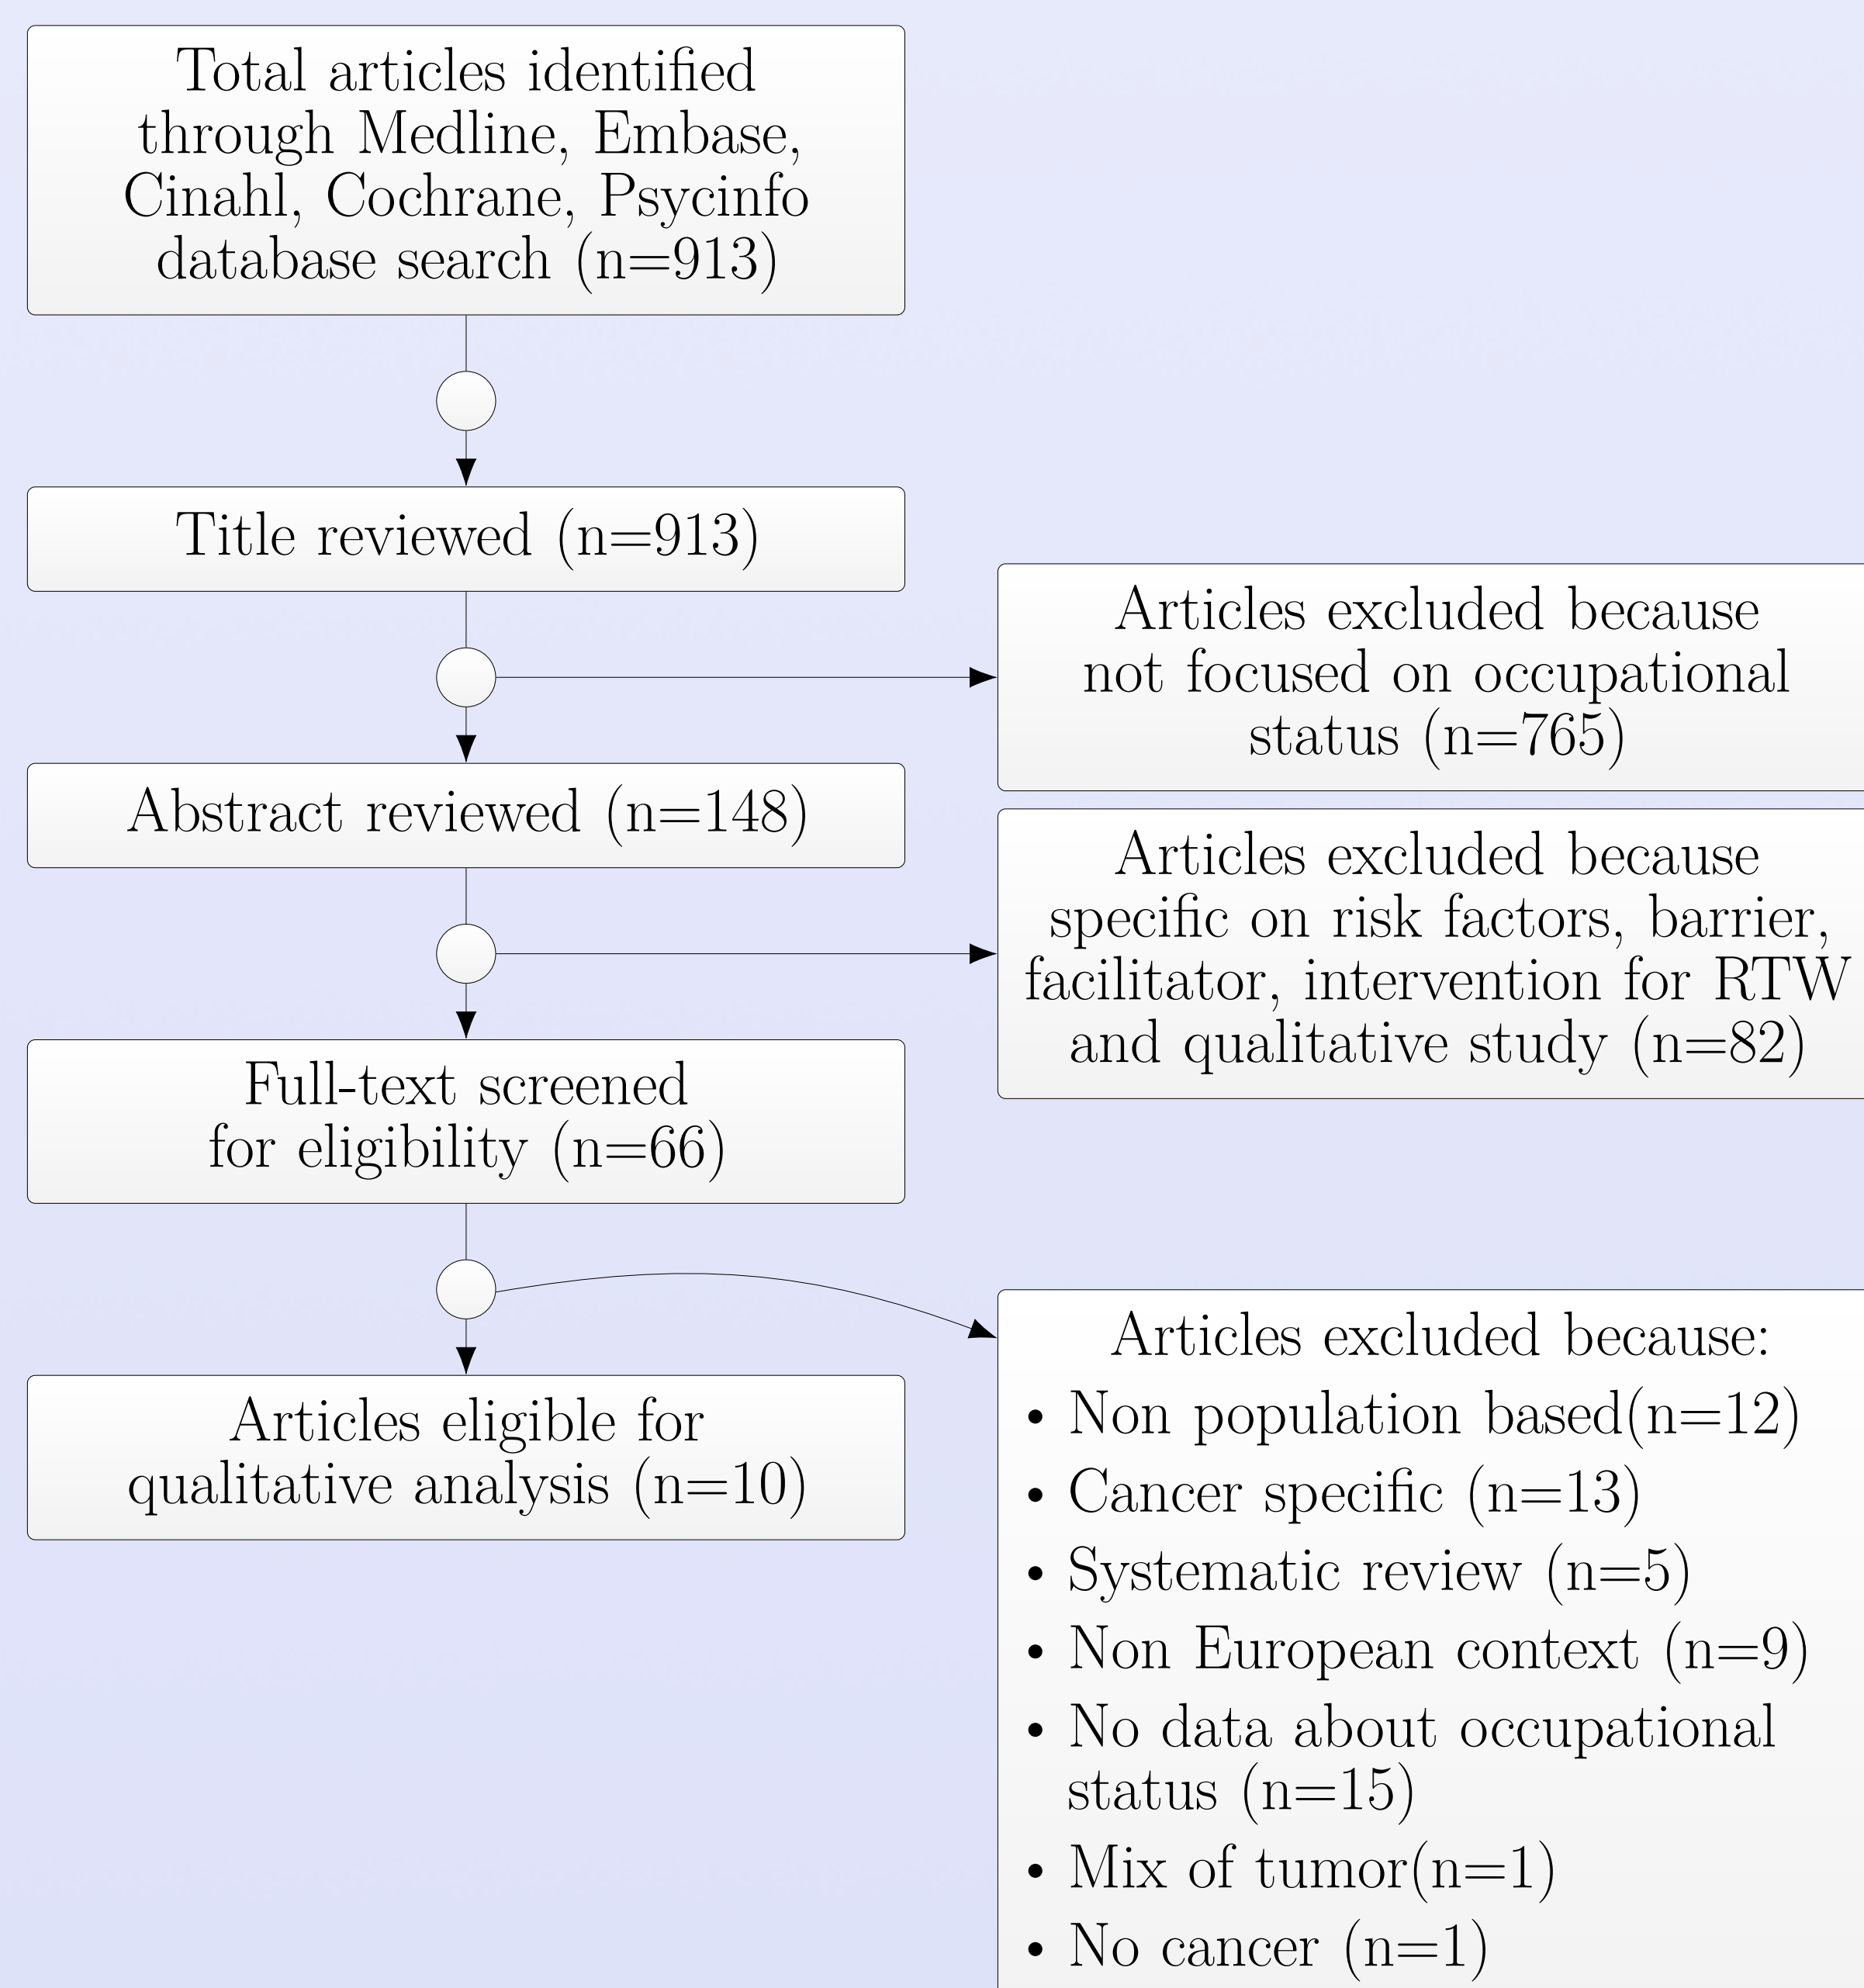 Total articles identified
through Medline, Embase,
Cinahl, Cochrane, Psycinfo
database search (n=913)
Title reviewed (n=913)
Articles excluded because
not focused on occupational
status (n=765)
Abstract reviewed (n=148)
Articles excluded because
specific on risk factors, barrier,
facilitator, intervention for RTW
and qualitative study (n=82)
Full-text screened
for eligibility (n=66)
Articles excluded because:
• Non population based(n=12)
• Cancer specific (n=13)
• Systematic review (n=5)
• Non European context (n=9)
• No data about occupational
status (n=15)
• Mix of tumor(n=1)
• No cancer (n=1)
Articles eligible for
qualitative analysis (n=10)